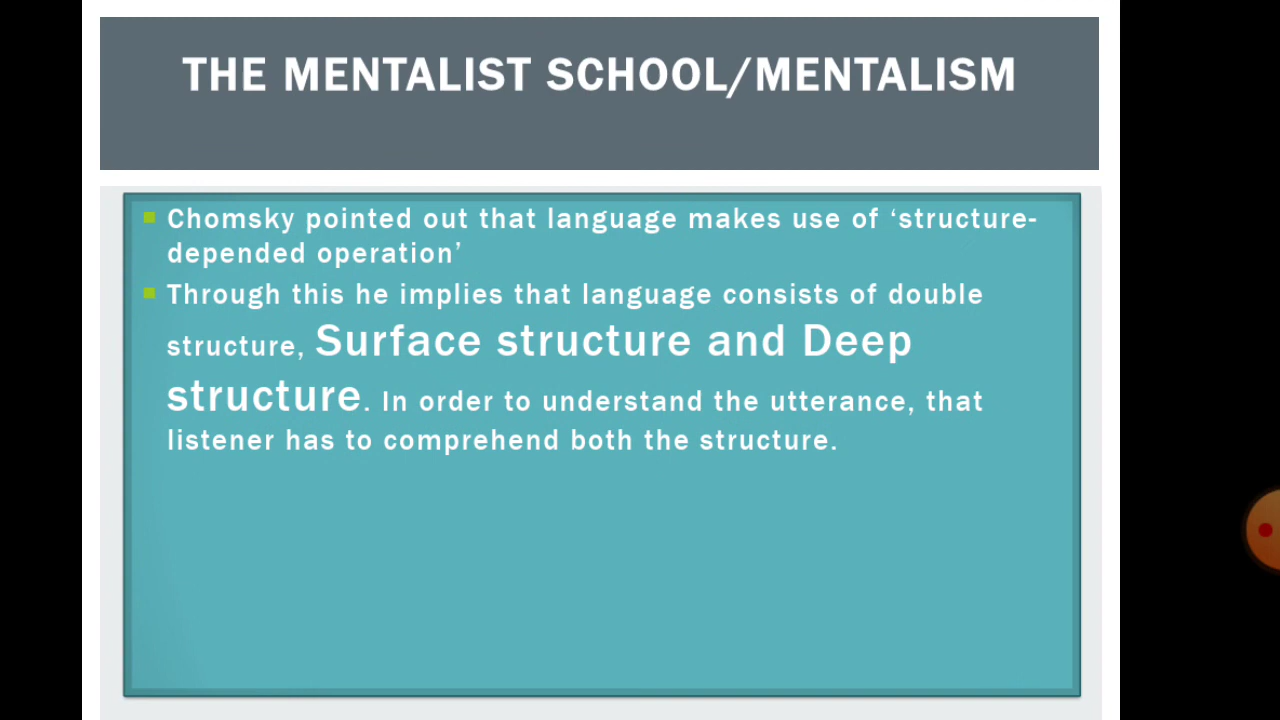 THE MENTALIST SCHOOL/MENTALISM
Chomsky pointed out that language makes use of ‘structure-
depended operation’
Through this he implies that language consists of double
structure, Surface structure and Deep
structure. In order to understand the utterance, that
listener has to comprehend both the structure.